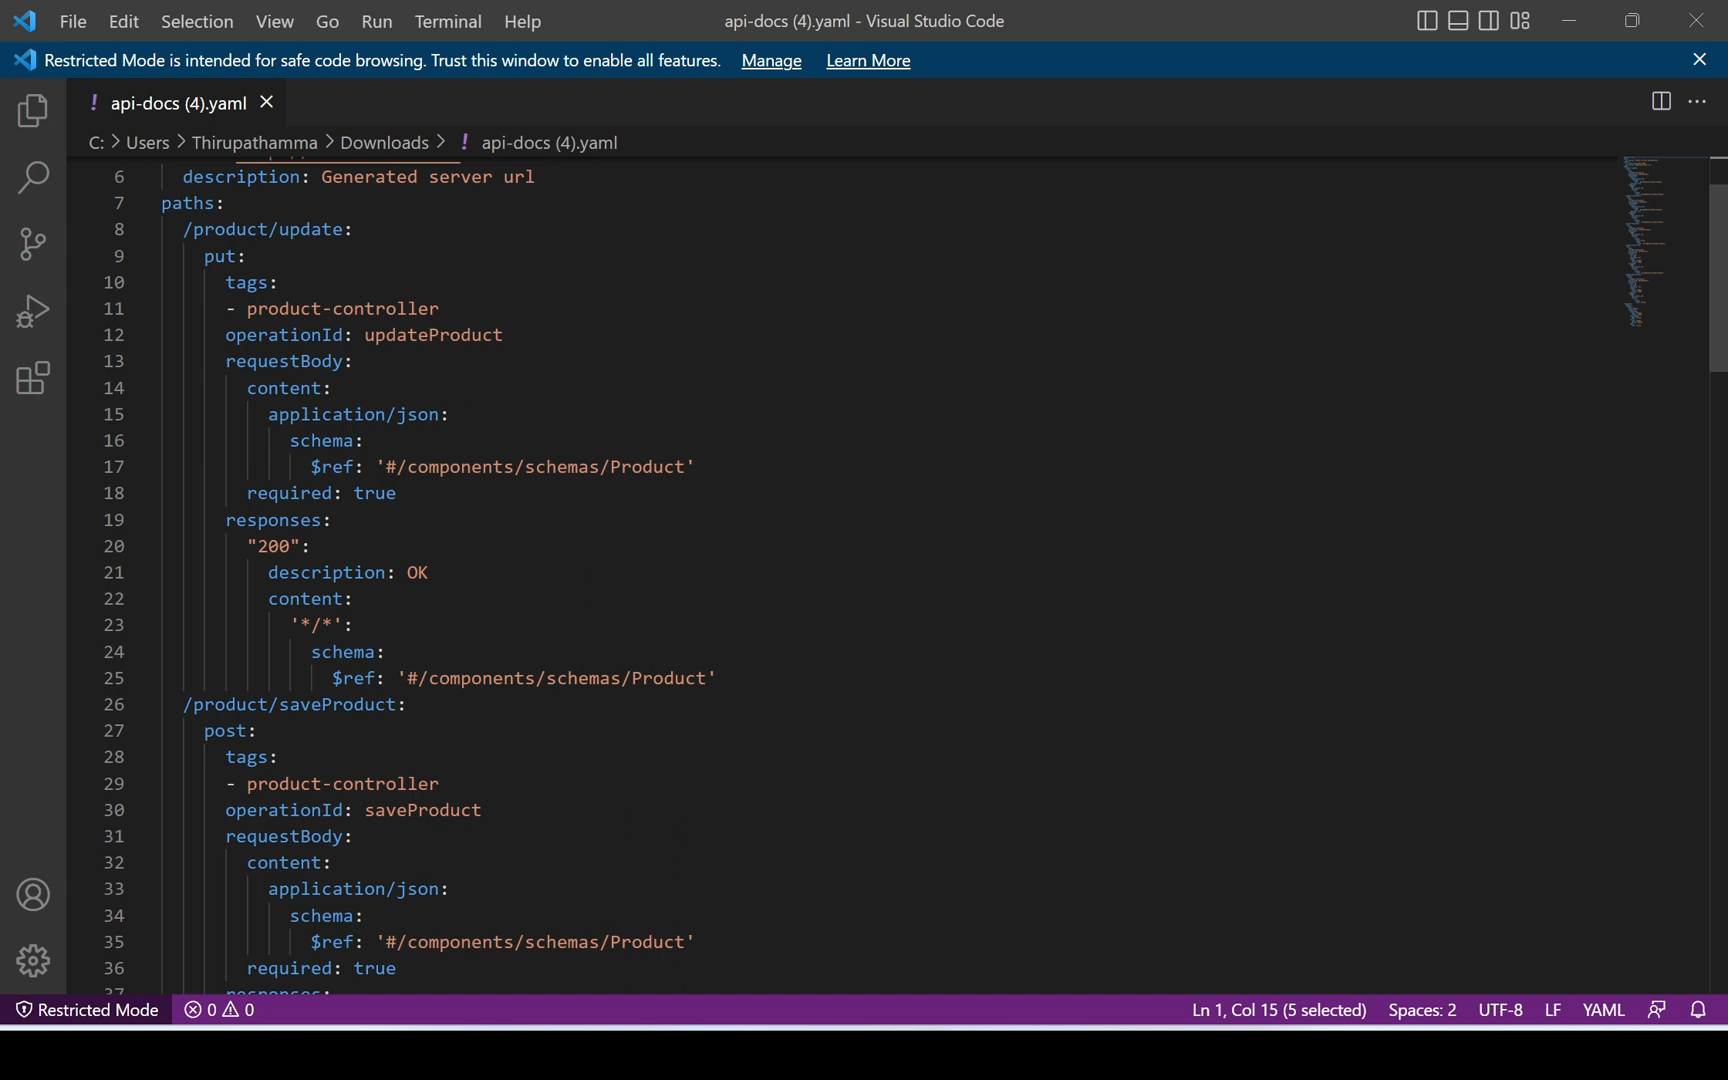 File Edit Selection View Go Run Terminal Help api-docs (4).yaml - Visual Studio Code
Restricted Mode is intended for safe code browsing. Trust this window to enable all features. Manage Learn More
! api-docs (4).yaml
C: > Users > Thirupathamma > Downloads > ! api-docs (4).yaml
6 description: Generated server url
7 paths:
8 /product/update:
9 put:
10 tags:
11 - product-controller
12 operationId: updateProduct
13 requestBody:
14 content:
15 application/json:
16 schema:
17 $ref: '#/components/schemas/Product'
18 required: true
19 responses:
20 "200":
21 description: OK
22 content:
23 '*/*':
24 schema:
25 $ref: '#/components/schemas/Product'
26 /product/saveProduct:
27 post:
28 tags:
29 - product-controller
30 operationId: saveProduct
31 requestBody:
32 content:
33 application/json:
34 schema:
35 $ref: '#/components/schemas/Product'
36 required: true
37 responses:
Restricted Mode 0 0 Ln 1, Col 15 (5 selected) Spaces: 2 UTF-8 LF YAML